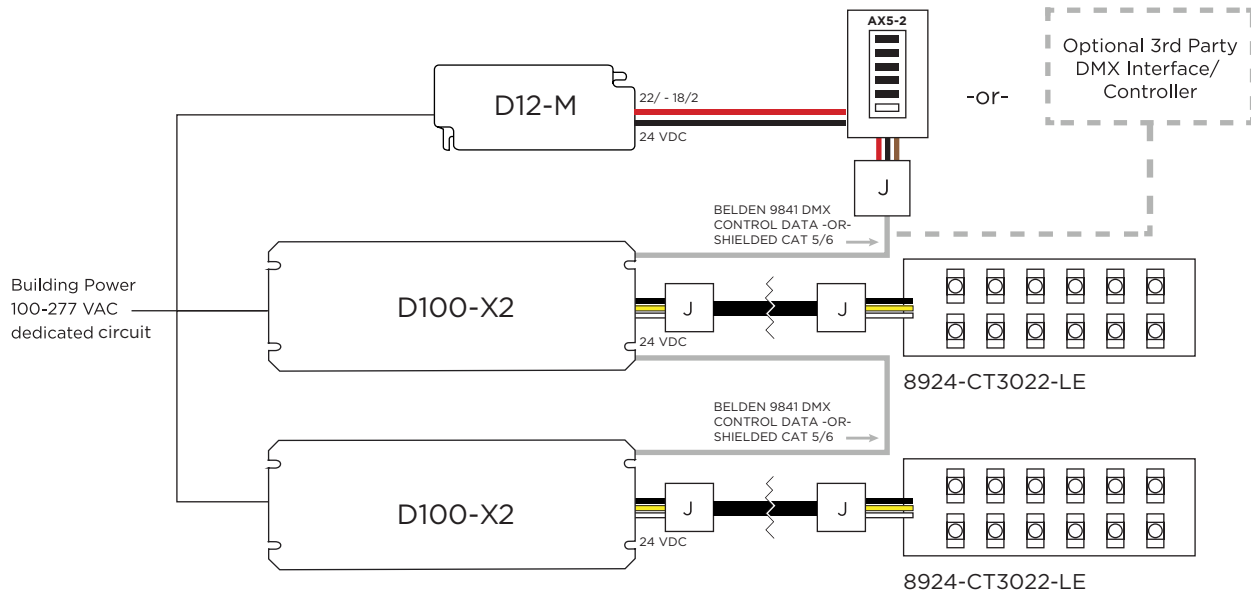 AX5-2
Optional 3rd Party
DMX Interface/
Controller
-or-
D12-M
22/ - 18/2
24 VDC
J
BELDEN 9841 DMX
CONTROL DATA -OR-
SHIELDED CAT 5/6
Building Power
100-277 VAC
dedicated circuit
D100-X2
J
J
24 VDC
8924-CT3022-LE
BELDEN 9841 DMX
CONTROL DATA -OR-
SHIELDED CAT 5/6
D100-X2
J
J
24 VDC
8924-CT3022-LE